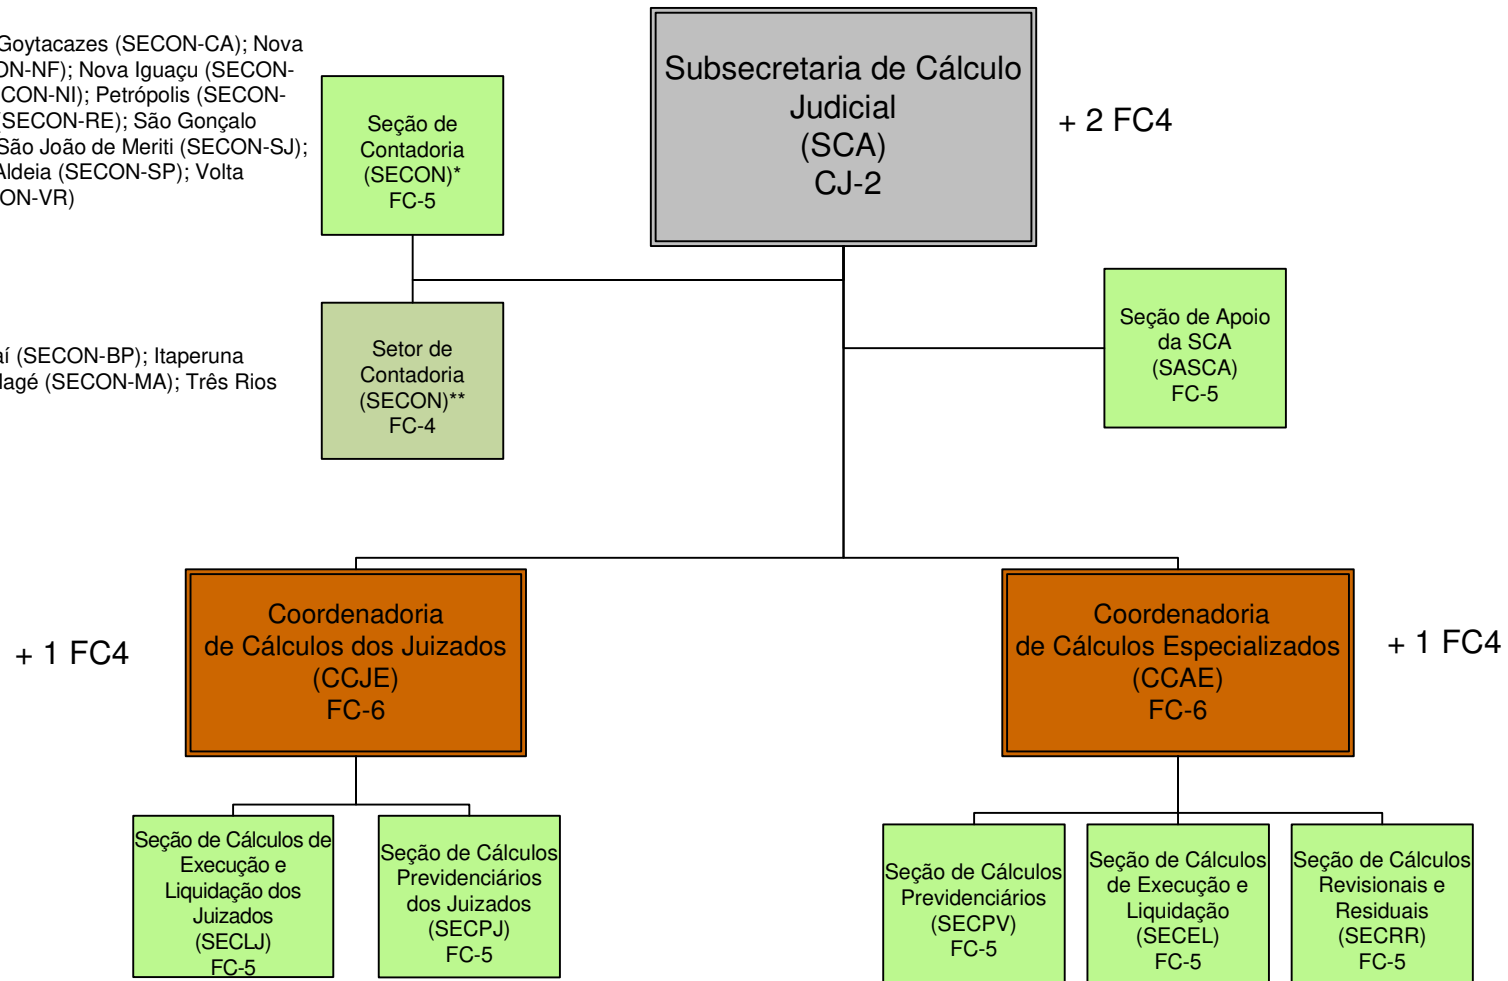 Goytacazes (SECON-CA); Nova
ON-NF); Nova Iguaçu (SECON-
CON-NI); Petrópolis (SECON-
(SECON-RE); São Gonçalo
São João de Meriti (SECON-SJ);
Aldeia (SECON-SP); Volta
ON-VR)
Seção de
Contadoria
(SECON)*
FC-5
Subsecretaria de Cálculo
Judicial
(SCA)
CJ-2
+ 2 FC4
aí (SECON-BP); Itaperuna
lagé (SECON-MA); Três Rios
Setor de
Contadoria
(SECON)**
FC-4
Seção de Apoio
da SCA
(SASCA)
FC-5
+ 1 FC4
Coordenadoria
de Cálculos dos Juizados
(CCJE)
FC-6
Coordenadoria
de Cálculos Especializados
(CCAE)
FC-6
+ 1 FC4
Seção de Cálculos de
Execução e
Liquidação dos
Juizados
(SECLJ)
FC-5
Seção de Cálculos
Previdenciários
dos Juizados
(SECPJ)
FC-5
Seção de Cálculos
Previdenciários
(SECPV)
FC-5
Seção de Cálculos
de Execução e
Liquidação
(SECEL)
FC-5
Seção de Cálculos
Revisionais e
Residuais
(SECRR)
FC-5